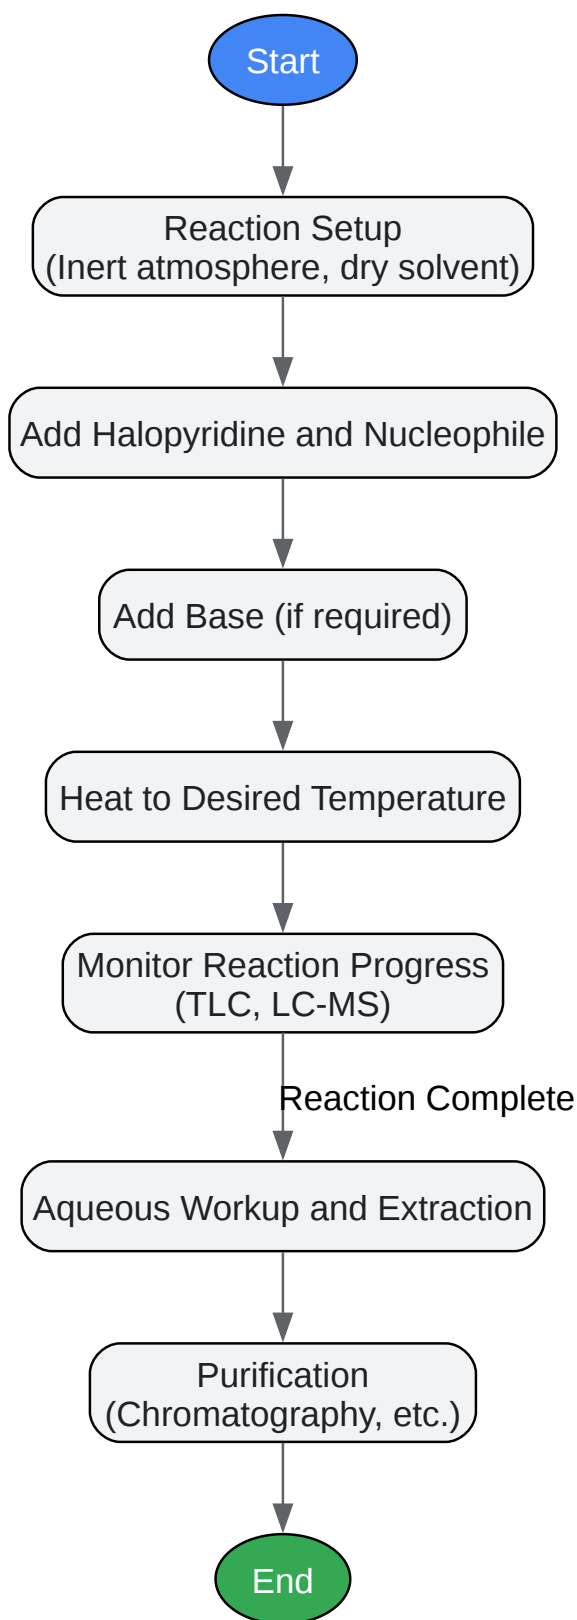 Start
Reaction Setup
(Inert atmosphere, dry solvent)
Add Halopyridine and Nucleophile
Add Base (if required)
Heat to Desired Temperature
Monitor Reaction Progress
(TLC, LC-MS)
Reaction Complete
Aqueous Workup and Extraction
Purification
(Chromatography, etc.)
End